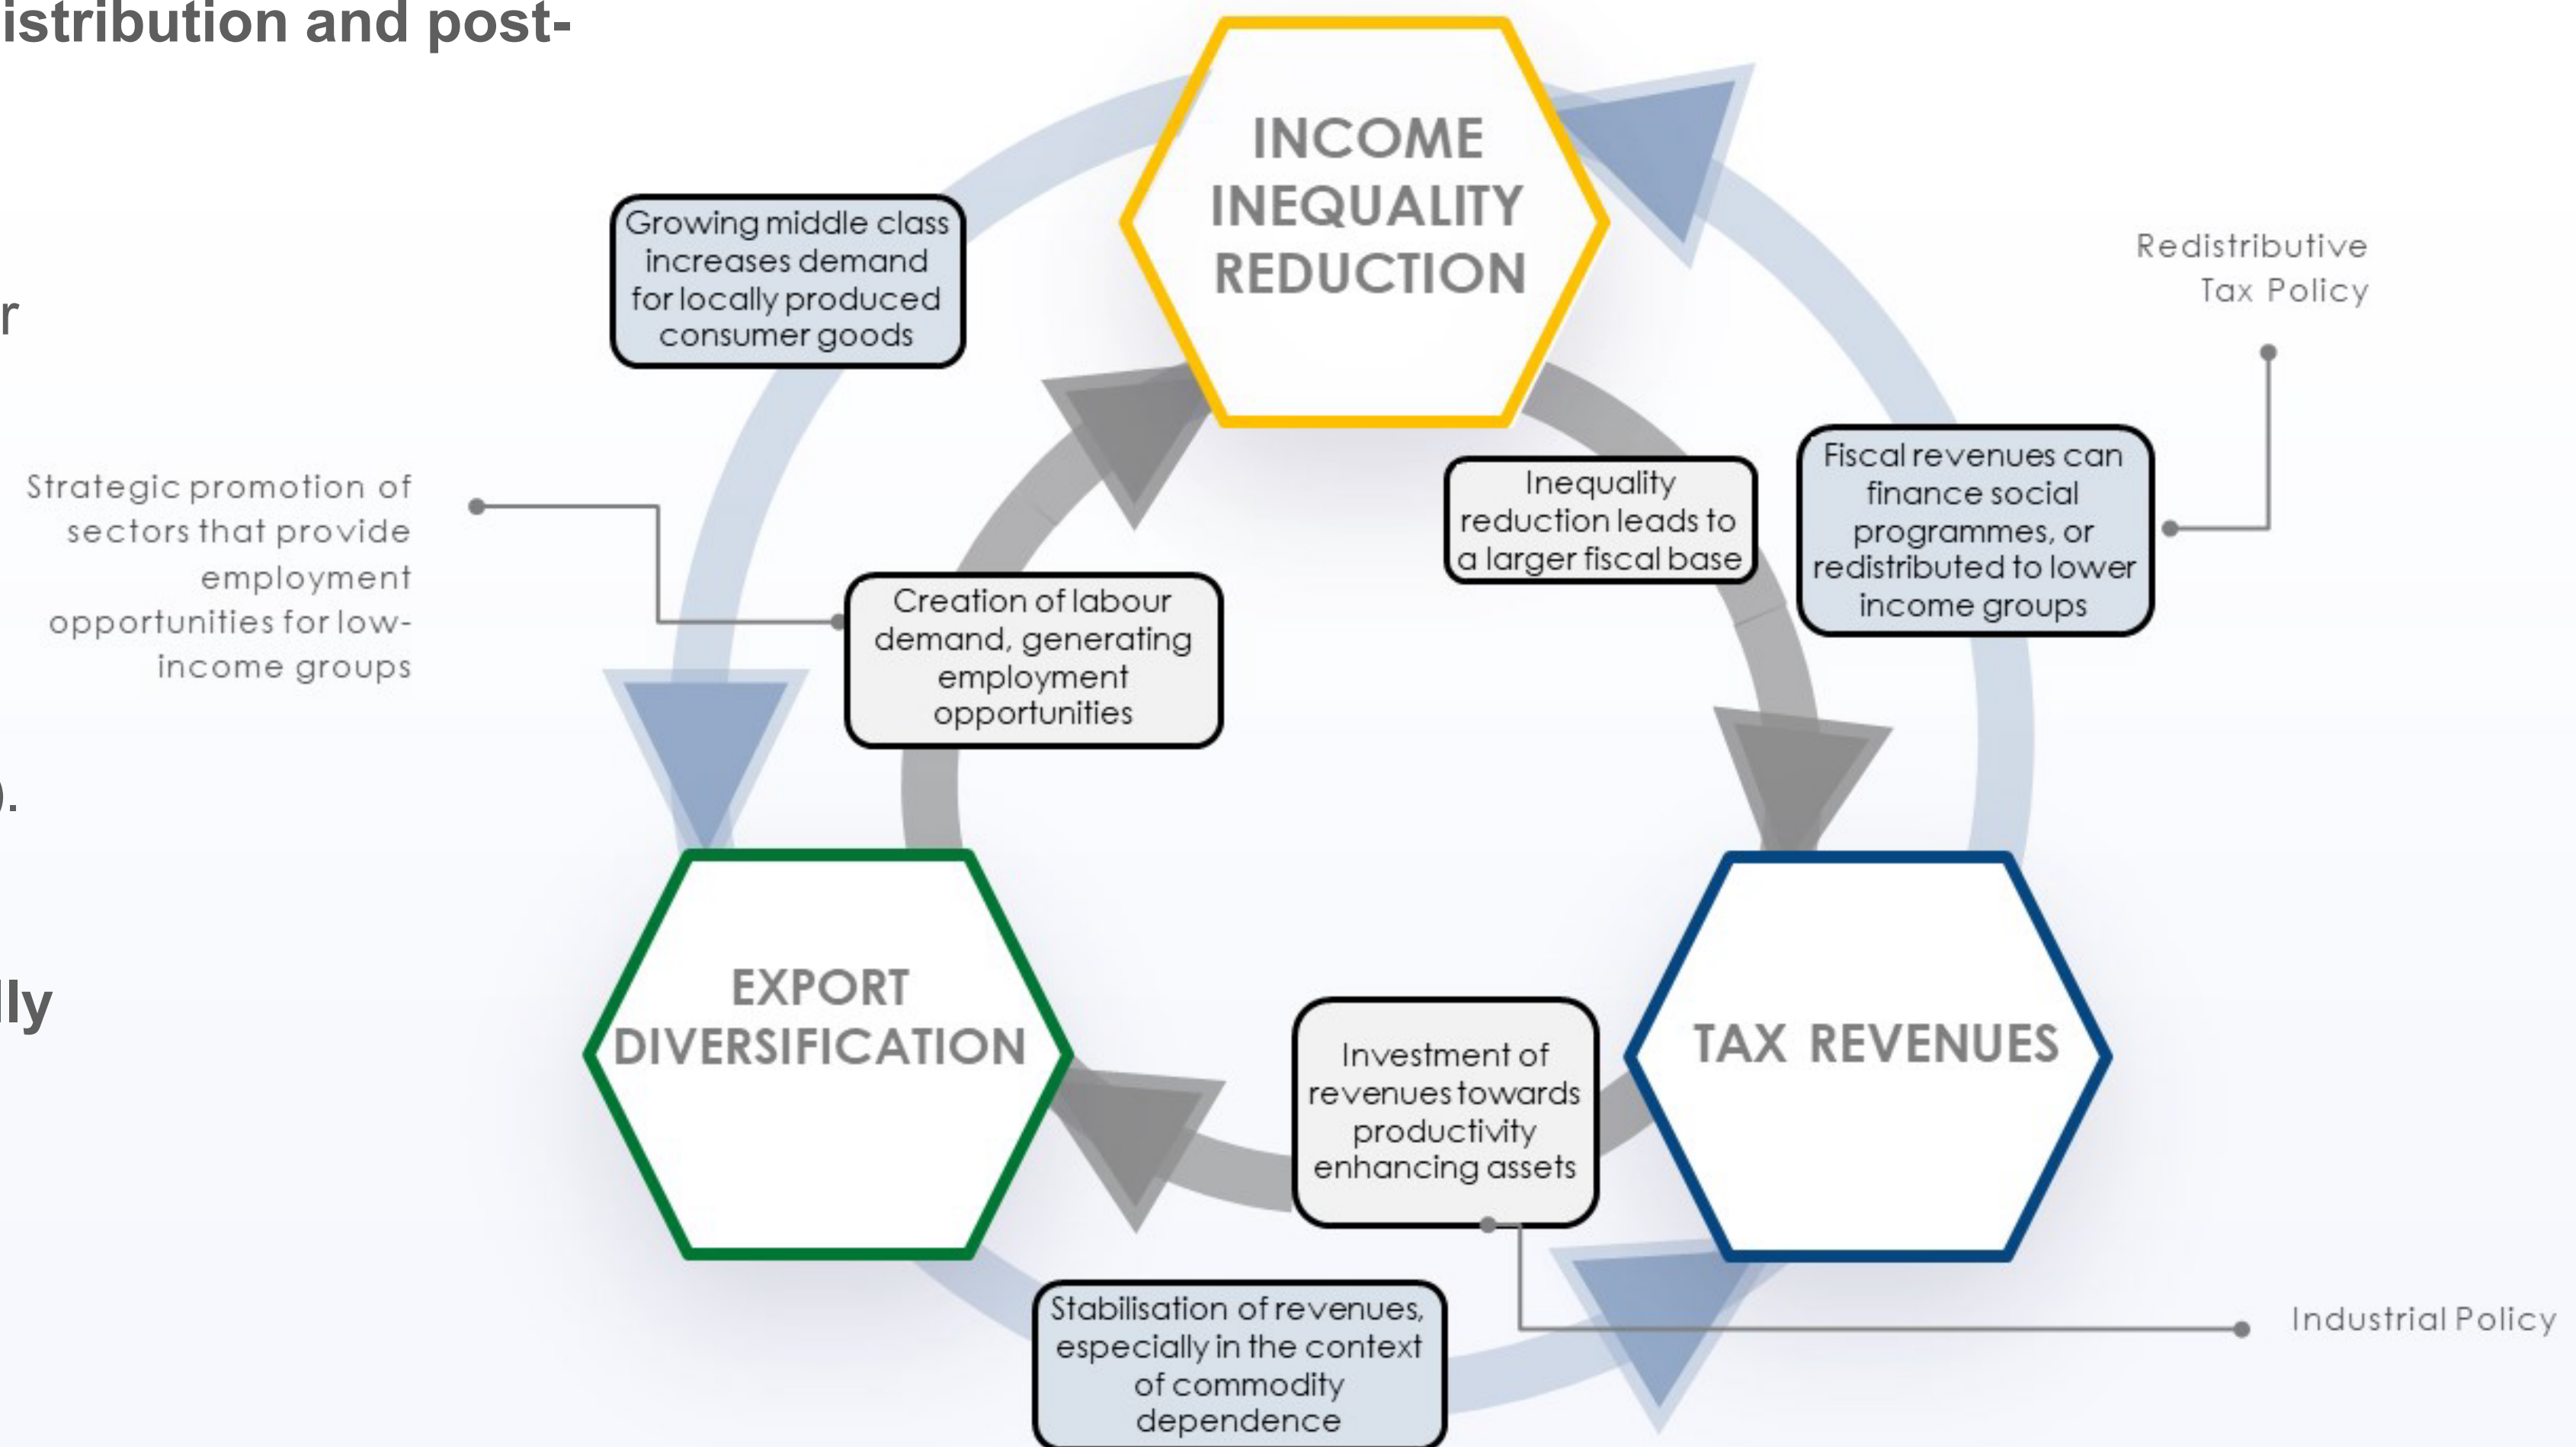 istribution and post-
r
).
lly
INCOME
INEQUALITY
REDUCTION
Growing middle class
increases demand
for locally produced
consumer goods
Redistributive
Tax Policy
Fiscal revenues can
finance social
programmes, or
redistributed to lower
income groups
Inequality
reduction leads to
a larger fiscal base
Strategic promotion of
sectors that provide
employment
opportunities for low-
income groups
Creation of labour
demand, generating
employment
opportunities
EXPORT
DIVERSIFICATION
TAX REVENUES
Investment of
revenues towards
productivity
enhancing assets
Stabilisation of revenues,
especially in the context
of commodity
dependence
Industrial Policy